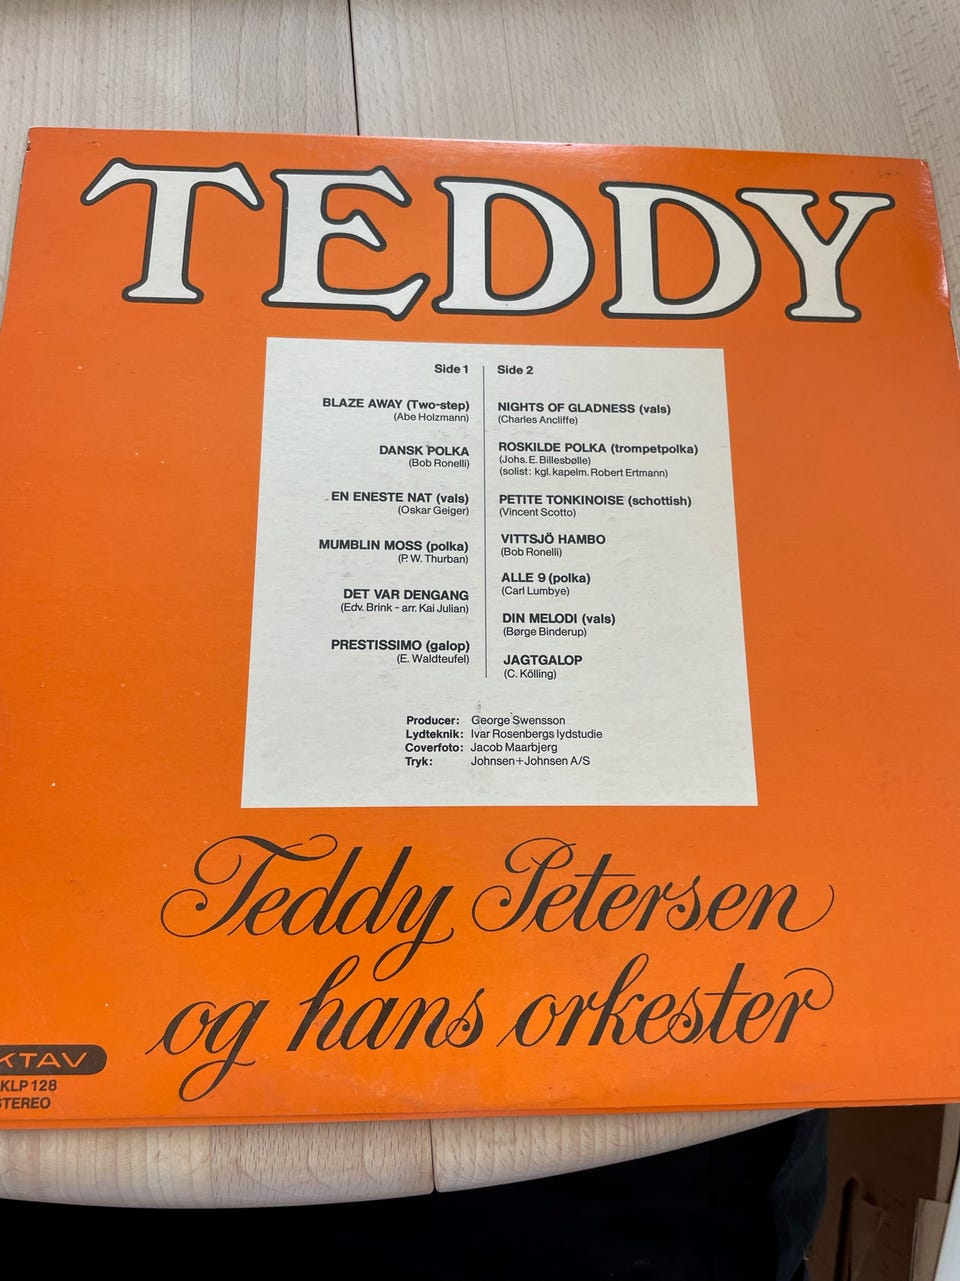 TEDDY
Side 1
BLAZE AWAY (Two-step)
(Abe Holzmann)
DANSK POLKA
(Bob Ronelli)
EN ENESTE NAT (vals)
(Oskar Geiger)
MUMBLIN MOSS (polka)
(P. W. Thurban)
DET VAR DENGANG
(Edv. Brink - arr. Kai Julian)
PRESTISSIMO (galop)
(E. Waldteufel)
Side 2
NIGHTS OF GLADNESS (vals)
(Charles Ancliffe)
ROSKILDE POLKA (trompetpolka)
(Johs. E. Billesbølle)
(solist: kgl. kapelm. Robert Ertmann)
PETITE TONKINOISE (schottish)
(Vincent Scotto)
VITTSJÖ HAMBO
(Bob Ronelli)
ALLE 9 (polka)
(Carl Lumbye)
DIN MELODI (vals)
(Børge Binderup)
JAGTGALOP
(C. Kölling)
Producer: George Swensson
Lydteknik: Ivar Rosenbergs lydstudie
Coverfoto: Jacob Maarbjerg
Tryk: Johnsen+Johnsen A/S
Teddy Petersen
og hans orkester
KTAV
KLP 128
STEREO